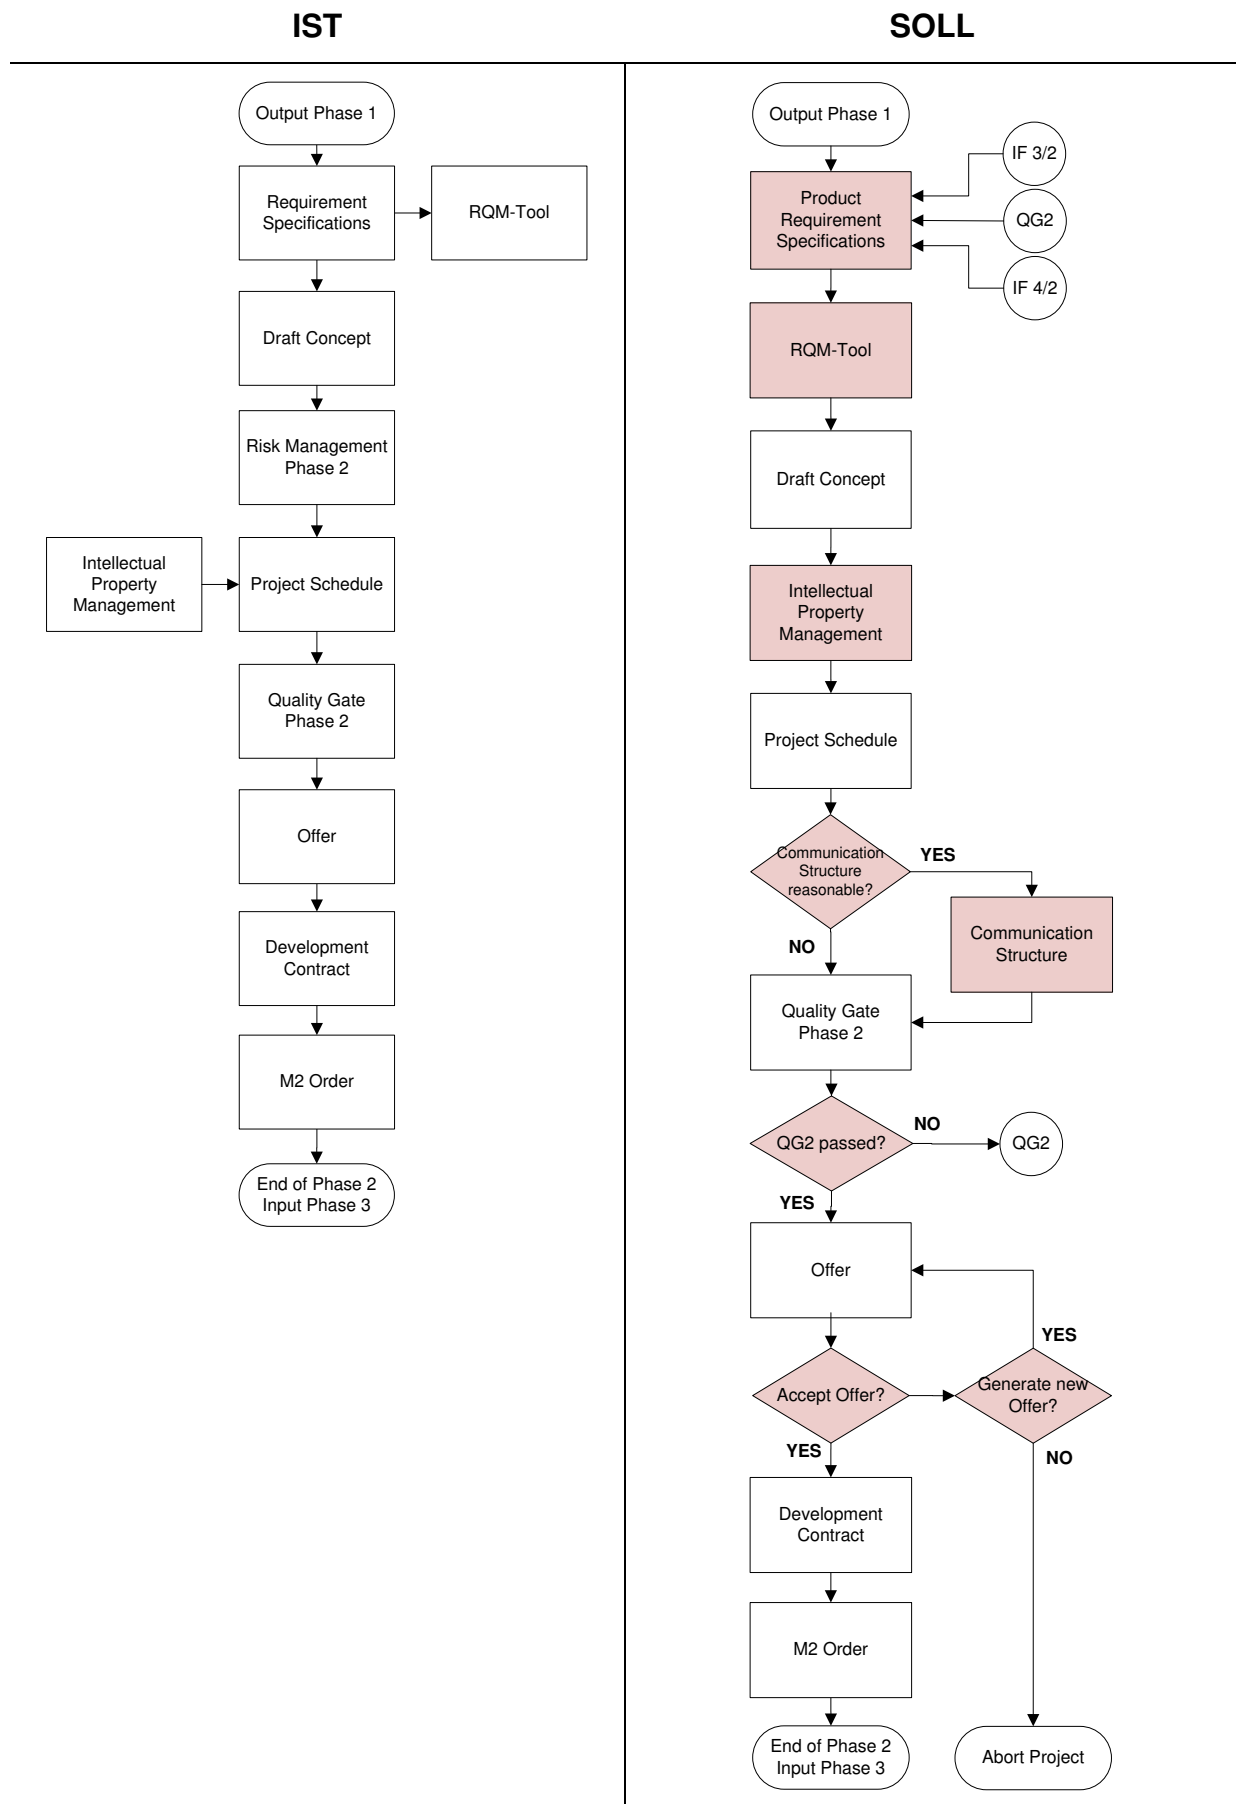 IST
SOLL
Output Phase 1
Requirement
Specifications
RQM-Tool
Draft Concept
Risk Management
Phase 2
Intellectual
Property
Management
Project Schedule
Quality Gate
Phase 2
Offer
Development
Contract
M2 Order
End of Phase 2
Input Phase 3
Output Phase 1
IF 3/2
Product
Requirement
Specifications
QG2
IF 4/2
RQM-Tool
Draft Concept
Intellectual
Property
Management
Project Schedule
Communication
Structure
reasonable?
YES
Communication
Structure
NO
Quality Gate
Phase 2
QG2 passed?
NO
QG2
YES
Offer
YES
Accept Offer?
Generate new
Offer?
YES
NO
Development
Contract
M2 Order
End of Phase 2
Input Phase 3
Abort Project